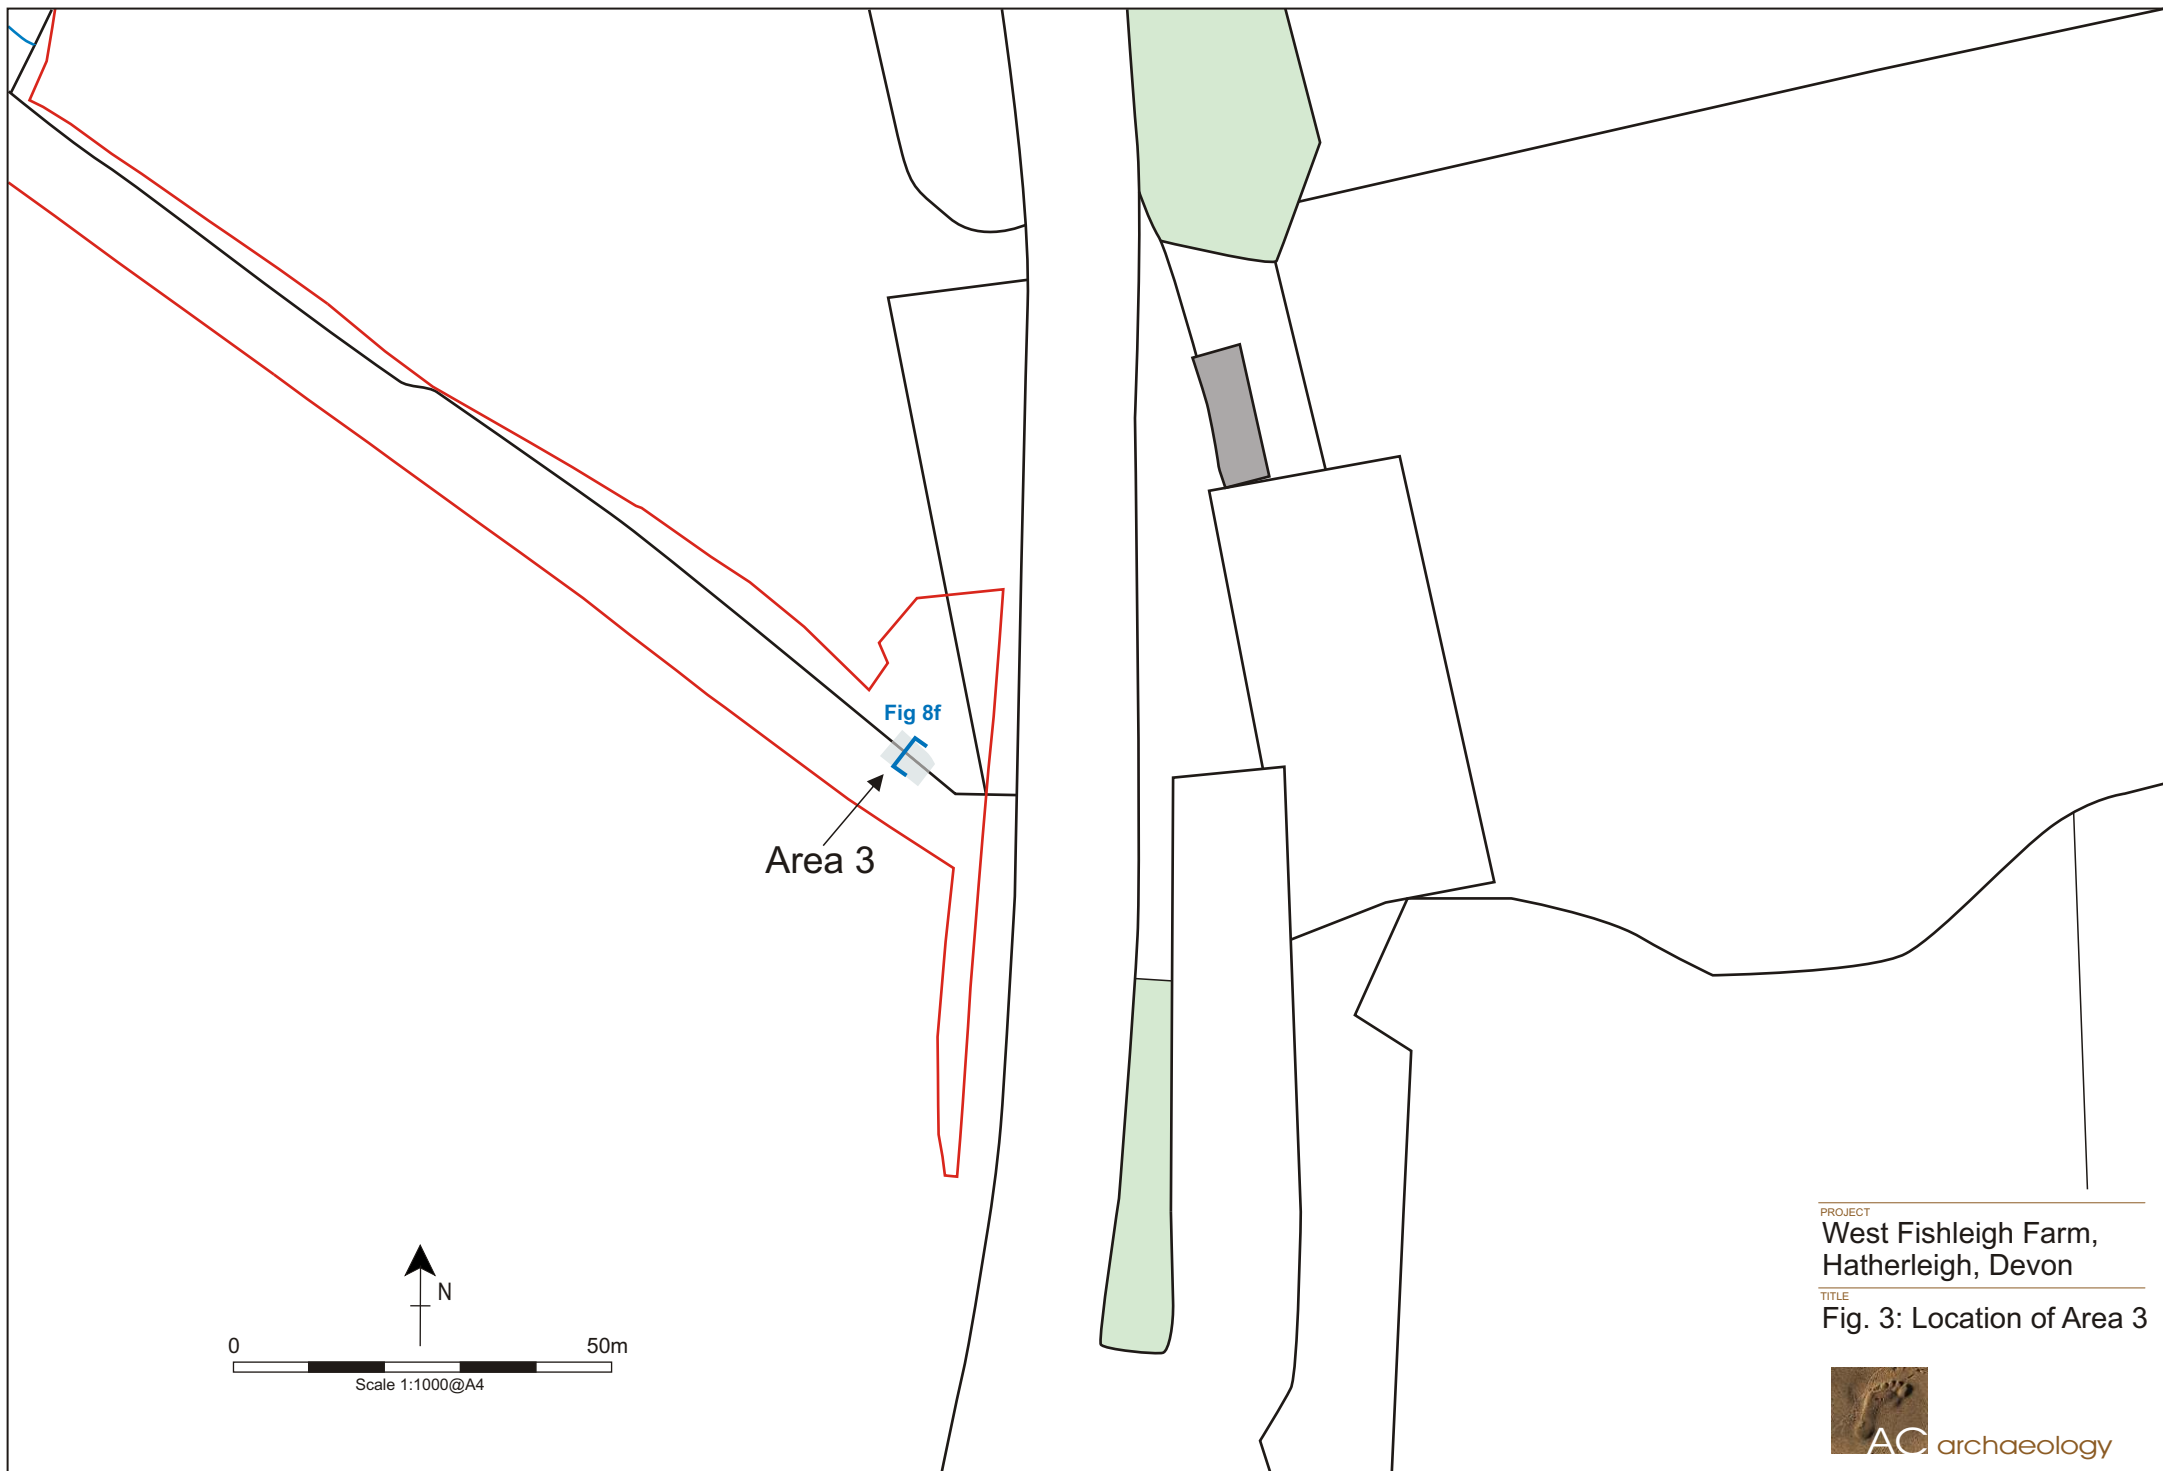 Fig 8f
Area 3
N
0 50m
Scale 1:1000@A4
PROJECT
West Fishleigh Farm,
Hatherleigh, Devon
TITLE
Fig. 3: Location of Area 3
AC archaeology